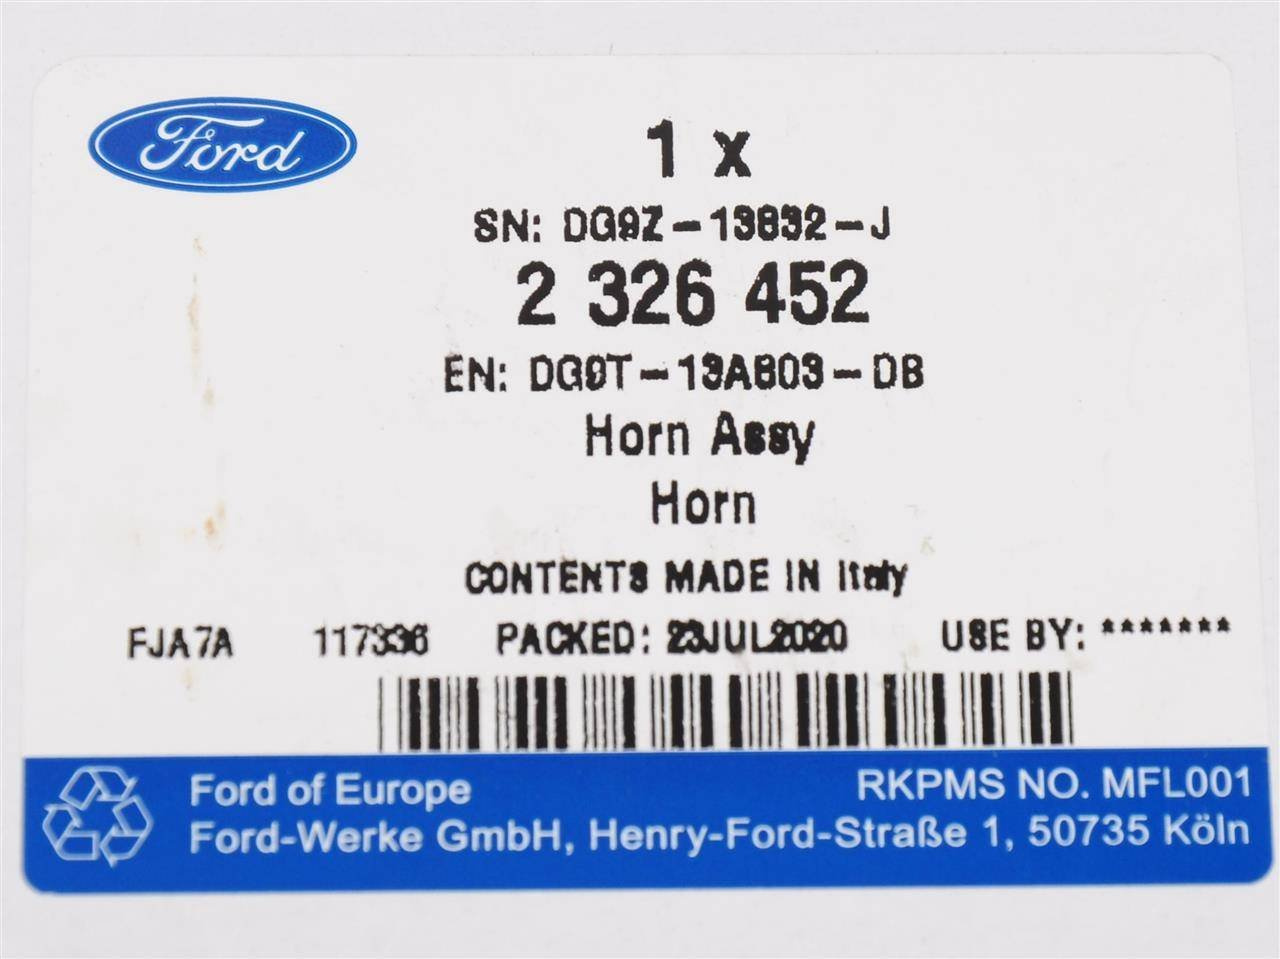 Ford
1 x
SN: DG9Z-13832-J
2 326 452
EN: DG9T-13A803-DB
Horn Assy
Horn
CONTENTS MADE IN Italy
FJA7A 117336 PACKED: 23JUL2020 USE BY: *******
Ford of Europe RKPMS NO. MFL001
Ford-Werke GmbH, Henry-Ford-Straße 1, 50735 Köln